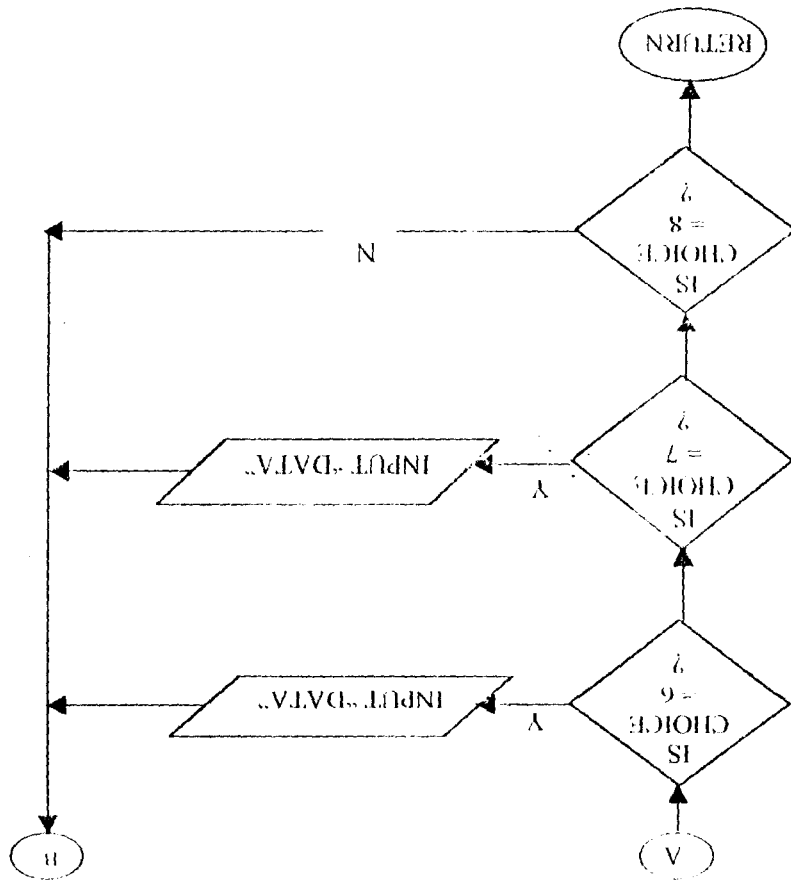 A
B
IS
CHOICE
= 6
?
Y
INPUT "DATA"
IS
CHOICE
= 7
?
Y
INPUT "DATA"
IS
CHOICE
= 8
?
N
RETURN